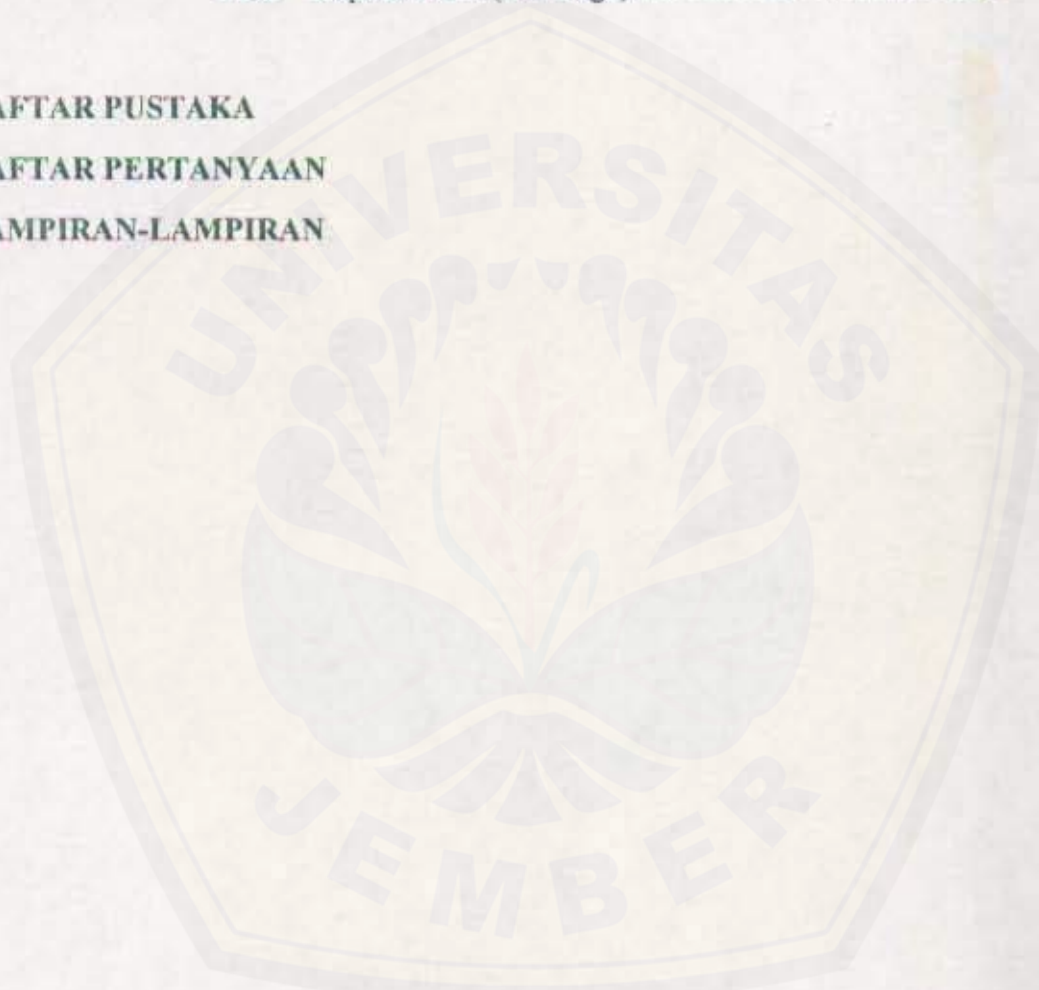 AFTAR PUSTAKA
AFTAR PERTANYAAN
AMPIRAN-LAMPIRAN
UNIVERSITAS
JEMBER